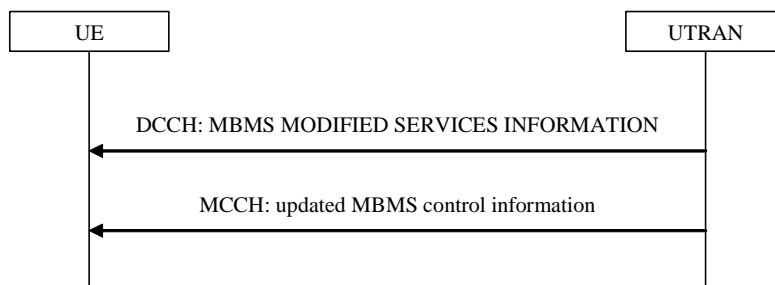 UE
UTRAN
DCCH: MBMS MODIFIED SERVICES INFORMATION
MCCH: updated MBMS control information